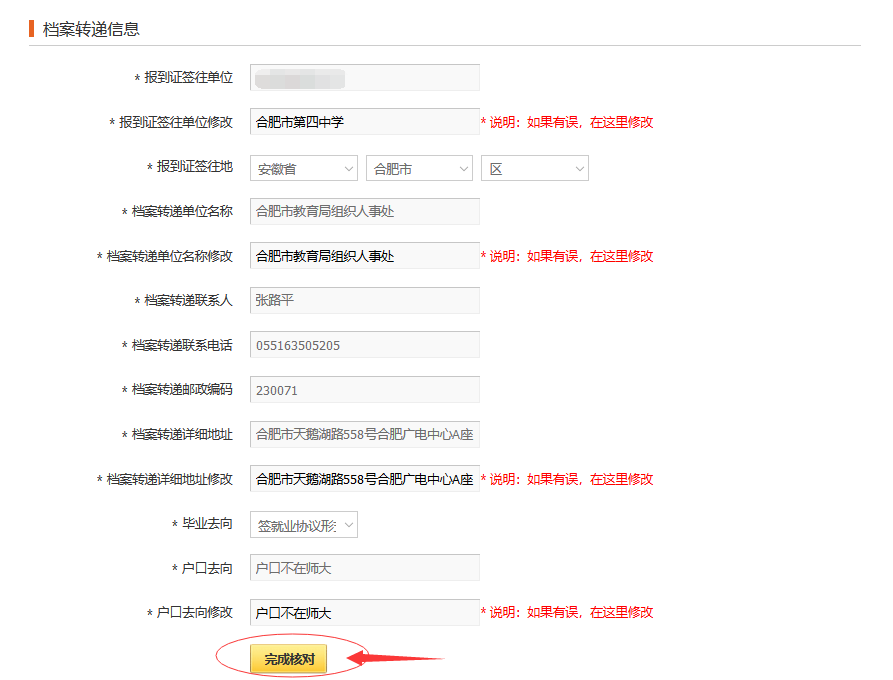 档案转递信息
* 报到证签往单位
* 报到证签往单位修改 合肥市第四中学 * 说明：如果有误，在这里修改
* 报到证签往地 安徽省 合肥市 区
* 档案转递单位名称 合肥市教育局组织人事处
* 档案转递单位名称修改 合肥市教育局组织人事处 * 说明：如果有误，在这里修改
* 档案转递联系人 张路平
* 档案转递联系电话 055163505205
* 档案转递邮政编码 230071
* 档案转递详细地址 合肥市天鹅湖路558号合肥广电中心A座
* 档案转递详细地址修改 合肥市天鹅湖路558号合肥广电中心A座 * 说明：如果有误，在这里修改
* 毕业去向 签就业协议形
* 户口去向 户口不在师大
* 户口去向修改 户口不在师大 * 说明：如果有误，在这里修改
完成核对